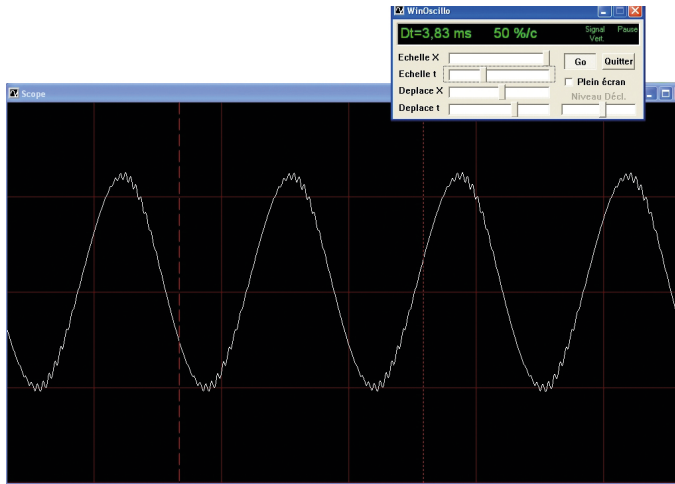 WinOscillo
Dt=3,83 ms 50 %/c Signal Vert. Pause
Echelle X
Echelle t
Deplace X
Deplace t
Go Quitter
Plein écran
Niveau Décl.
Scope